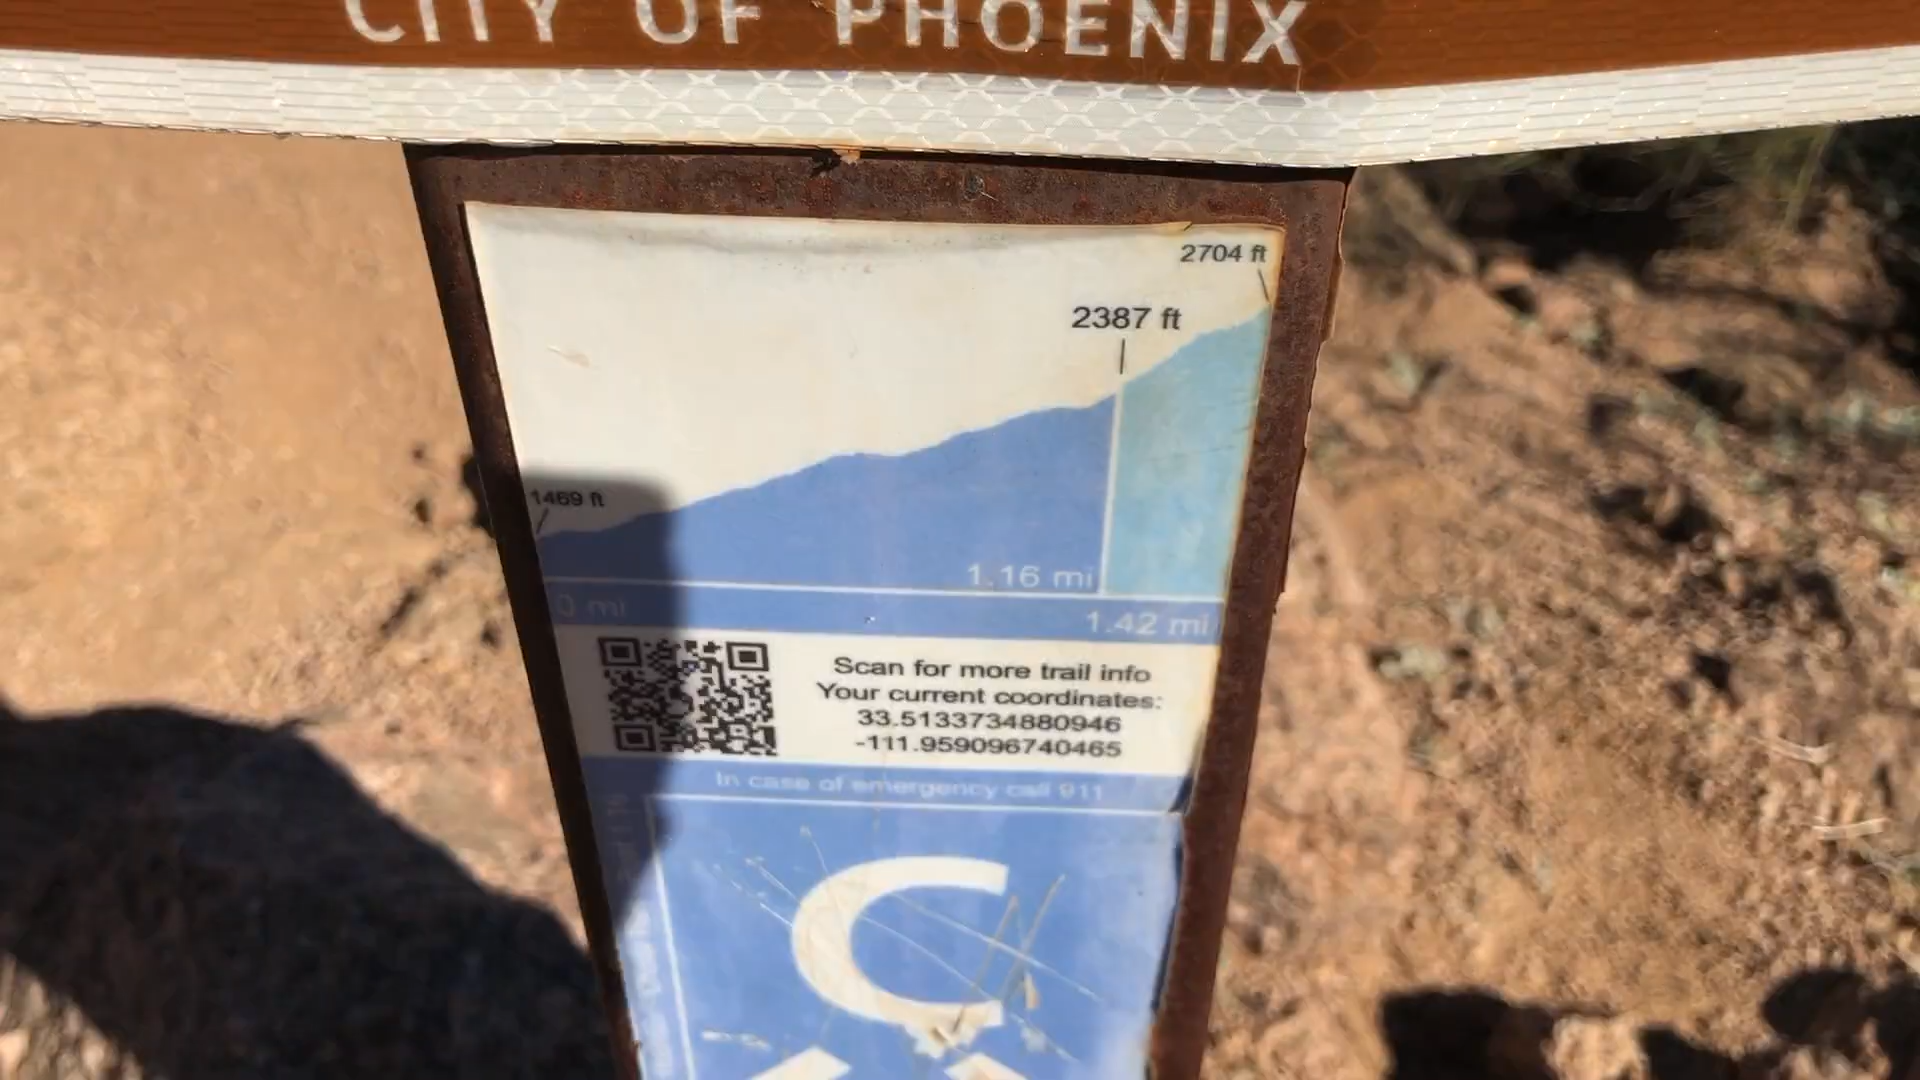 CITY OF PHOENIX
2704 ft
2387 ft
1469 ft
1.16 mi
0 mi
1.42 mi
Scan for more trail info
Your current coordinates:
33.5133734880946
-111.959096740465
In case of emergency call 911
C